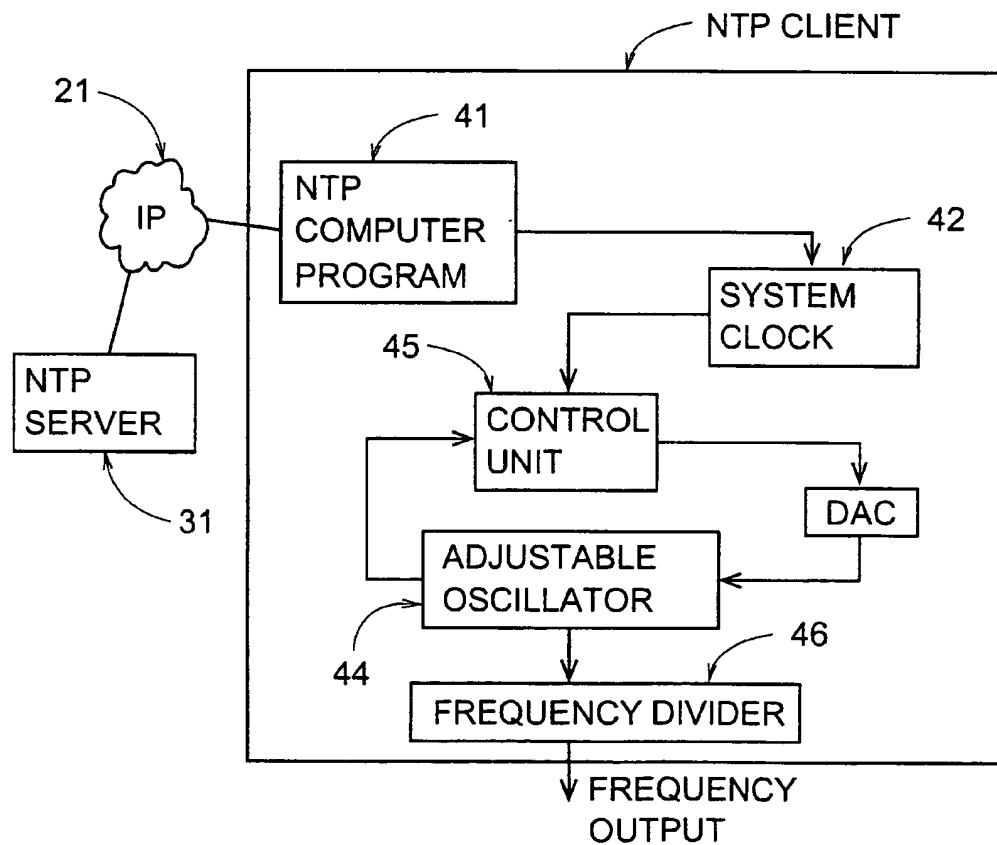 NTP CLIENT
21
41
IP
NTP
COMPUTER
PROGRAM
42
SYSTEM
CLOCK
NTP
SERVER
31
45
CONTROL
UNIT
DAC
ADJUSTABLE
OSCILLATOR
44
46
FREQUENCY DIVIDER
FREQUENCY
OUTPUT